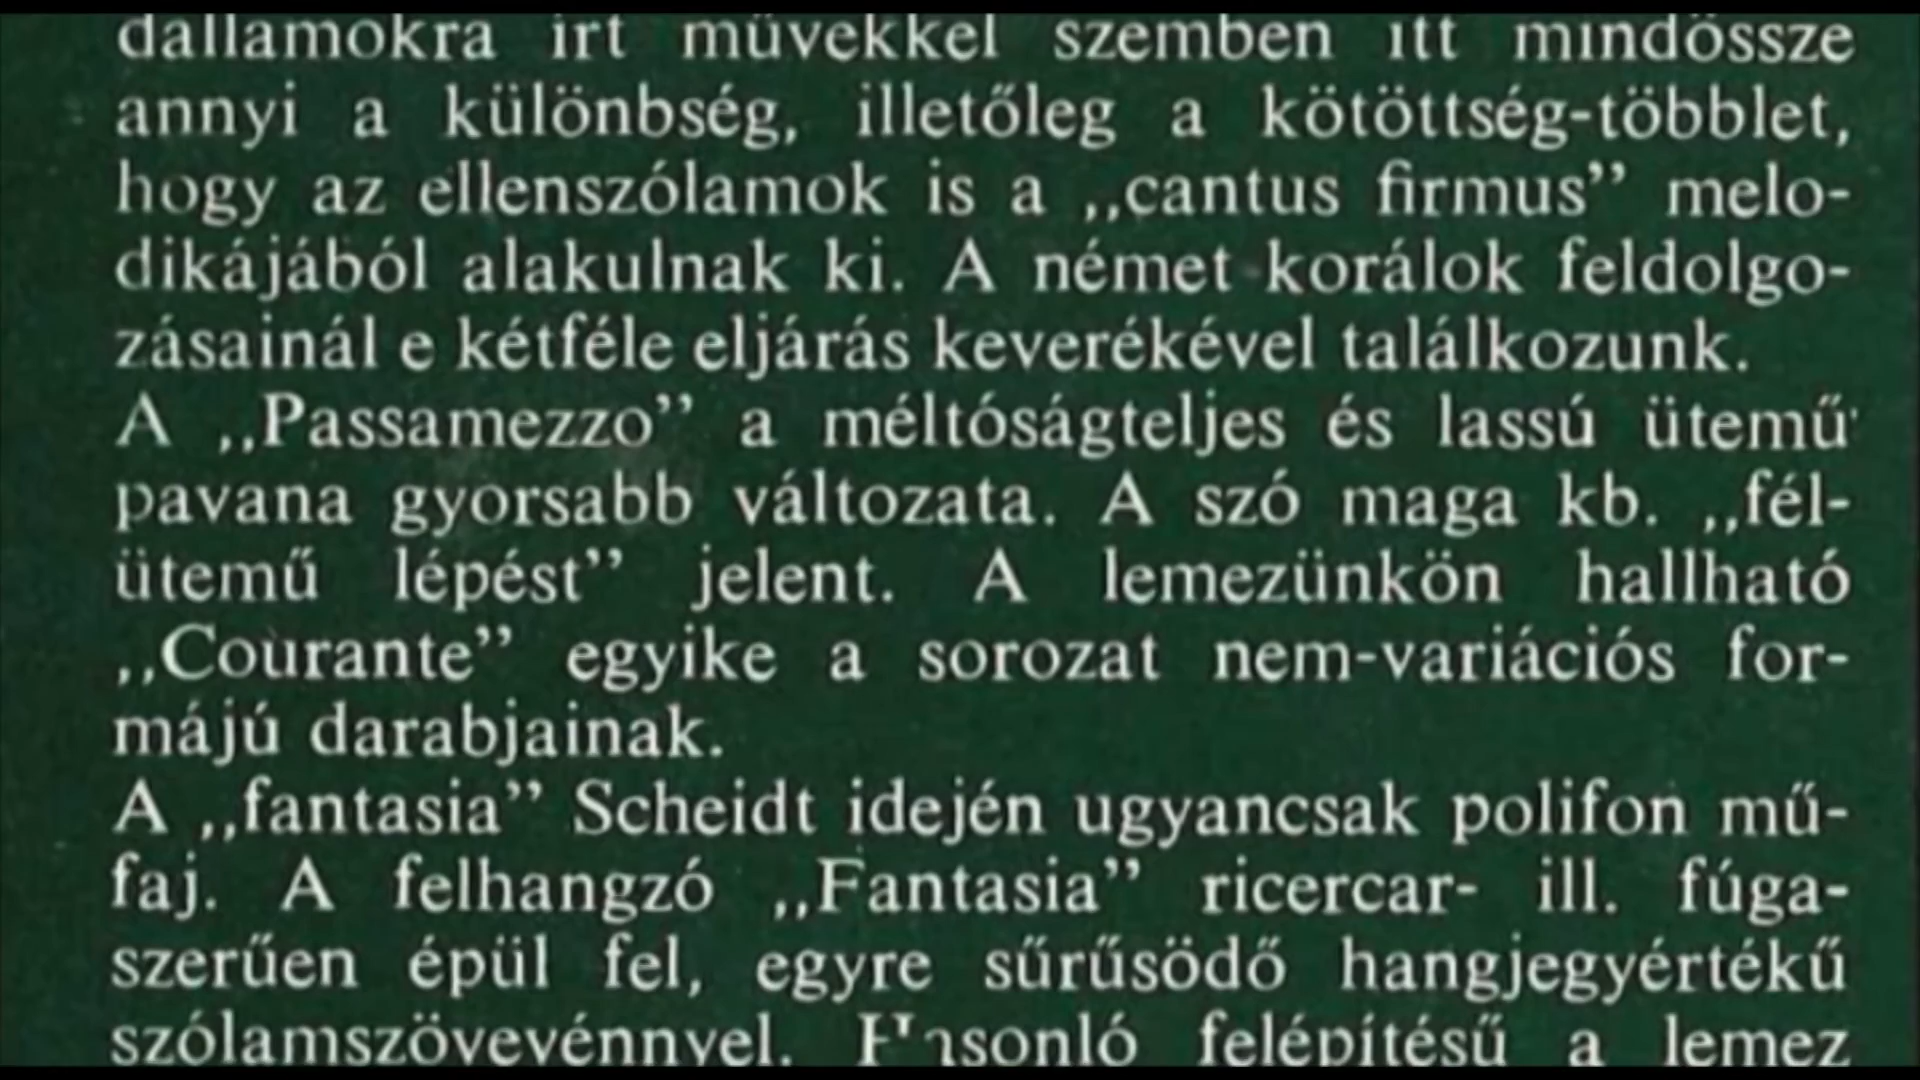 dallamokra írt művekkel szemben itt mindössze
annyi a különbség, illetőleg a kötöttség-többlet,
hogy az ellenszólamok is a ,,cantus firmus” melo-
dikájából alakulnak ki. A német korálok feldolgo-
zásainál e kétféle eljárás keverékével találkozunk.
A ,,Passamezzo” a méltóságteljes és lassú ütemű
pavana gyorsabb változata. A szó maga kb. ,,fél-
ütemű lépést” jelent. A lemezünkön hallható
,,Courante” egyike a sorozat nem-variációs for-
májú darabjainak.
A ,,fantasia” Scheidt idején ugyancsak polifon mű-
faj. A felhangzó ,,Fantasia” ricercar- ill. fúga-
szerűen épül fel, egyre sűrűsödő hangjegyértékű
szólamszövevénnyel. Hasonló felépítésű a lemez